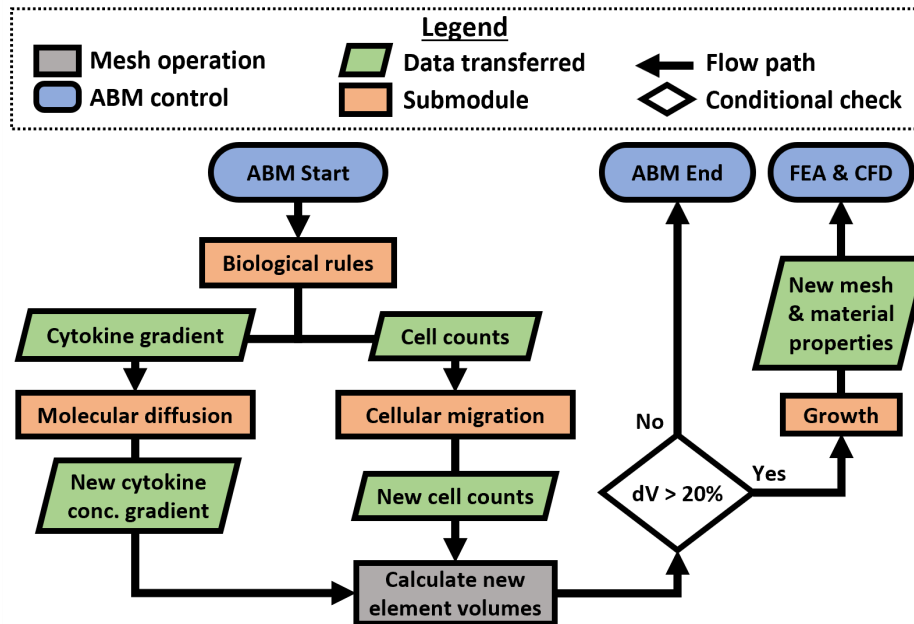 Legend
Mesh operation
Data transferred
Flow path
ABM control
Submodule
Conditional check
ABM Start
ABM End
FEA & CFD
Biological rules
New mesh
& material
properties
Cytokine gradient
Cell counts
Molecular diffusion
Cellular migration
Growth
No
Yes
New cytokine
conc. gradient
New cell counts
dV > 20%
Calculate new
element volumes